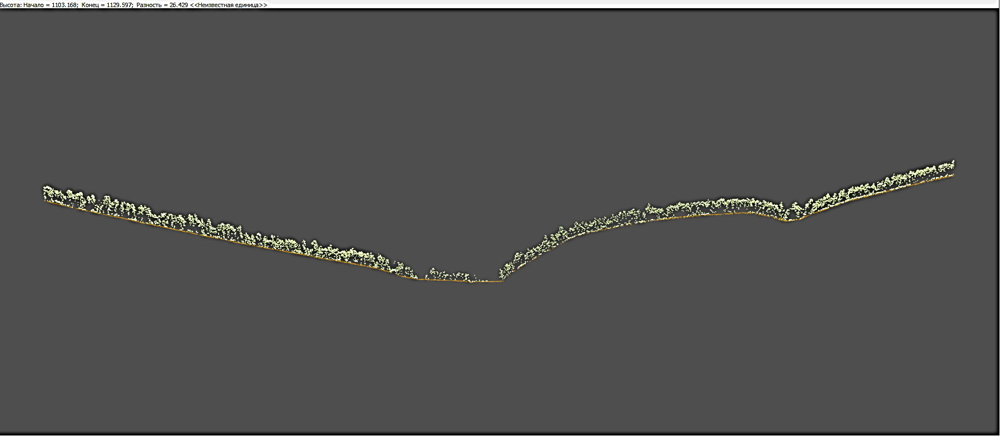 Высота: Начало = 1103.168; Конец = 1129.597; Разность = 26.429 <<Неизвестная единица>>